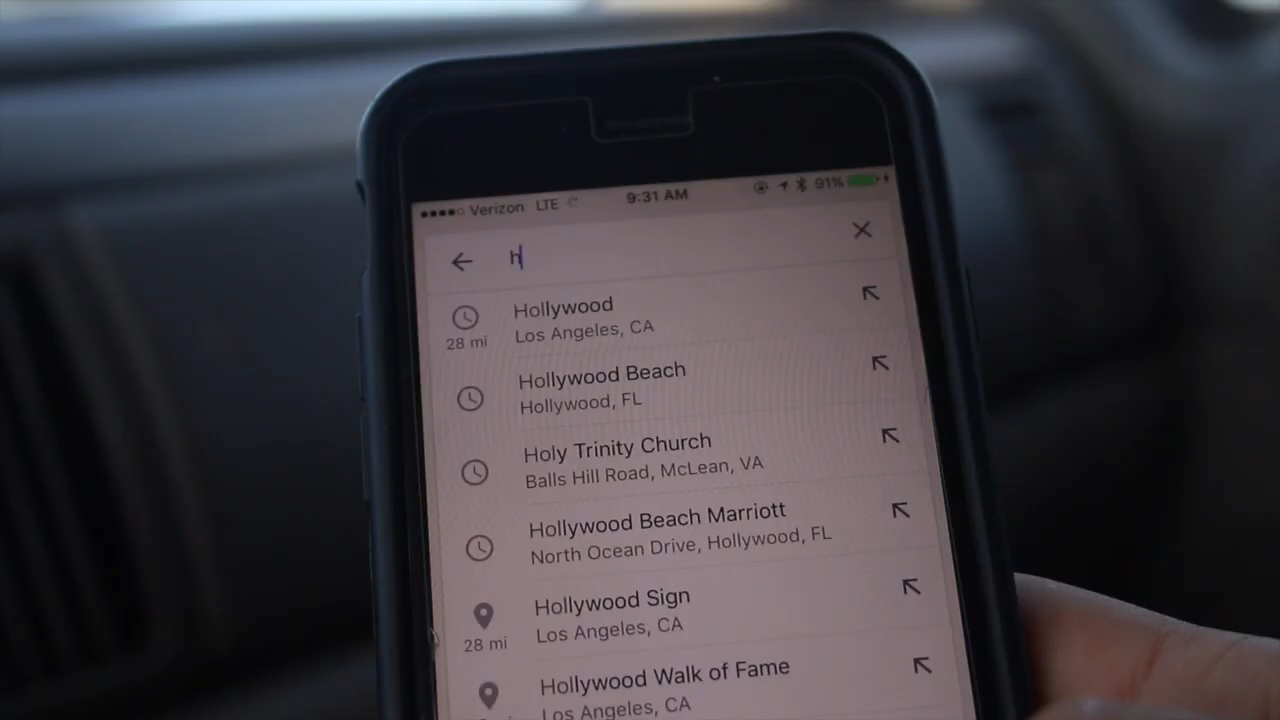 Verizon LTE 9:31 AM 91%
h
Hollywood
28 mi
Los Angeles, CA
Hollywood Beach
Hollywood, FL
Holy Trinity Church
Balls Hill Road, McLean, VA
Hollywood Beach Marriott
North Ocean Drive, Hollywood, FL
Hollywood Sign
28 mi
Los Angeles, CA
Hollywood Walk of Fame
Los Angeles, CA